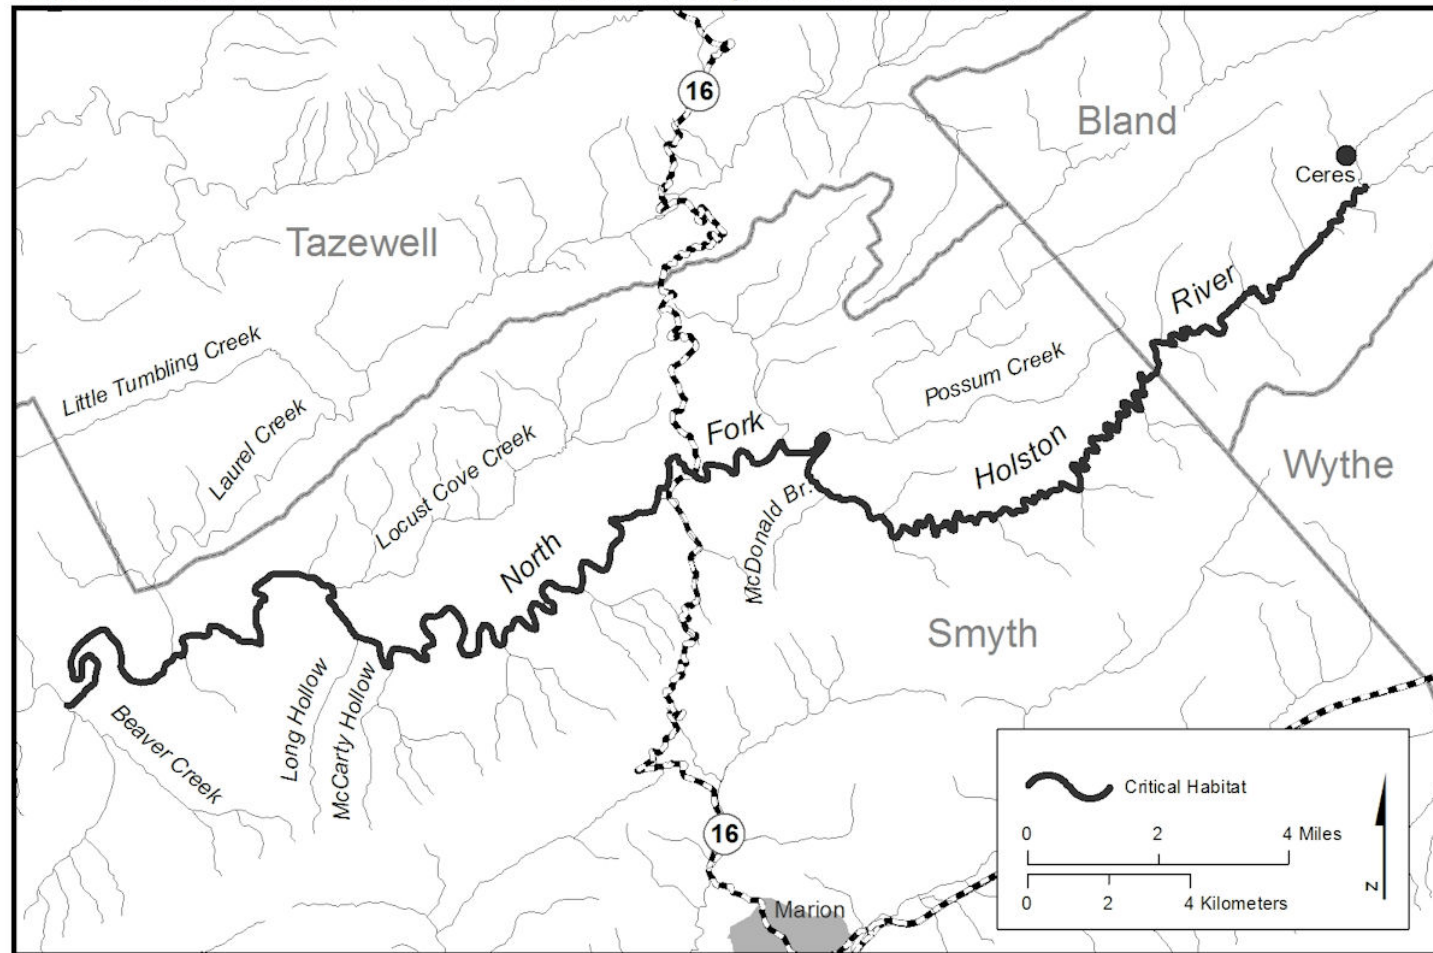 16
Bland
Ceres
Tazewell
River
Little Tumbling Creek
Possum Creek
Laurel Creek
Fork
Locust Cove Creek
Holston
Wythe
McDonald Br.
North
Smyth
Long Hollow
McCarty Hollow
Beaver Creek
Critical Habitat
0 2 4 Miles
0 2 4 Kilometers
N
16
Marion